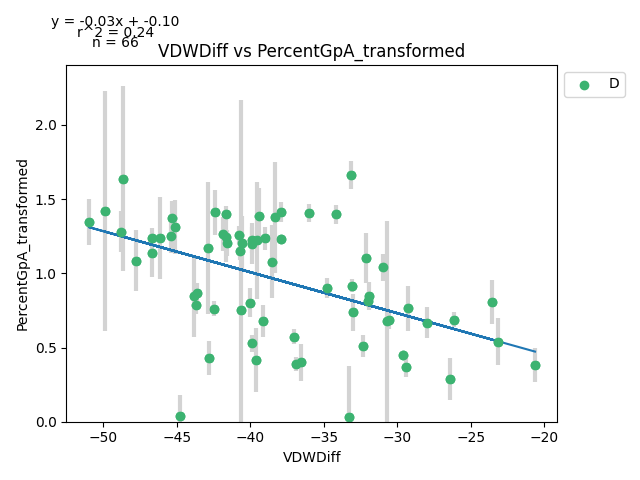 y = -0.03x + -0.10
r^2 = 0.24
n = 66
VDWDiff vs PercentGpA_transformed
D
PercentGpA_transformed
2.0
1.5
1.0
0.5
0.0
−50 −45 −40 −35 −30 −25 −20
VDWDiff